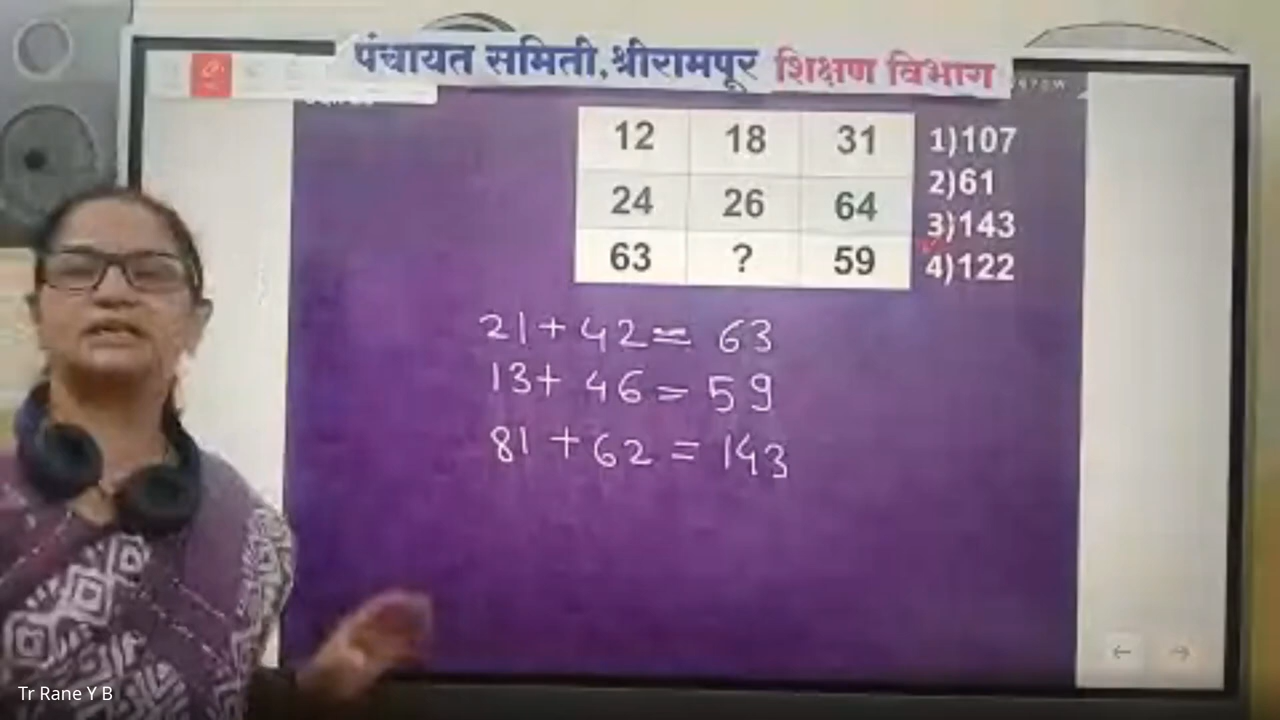 पंचायत समिती,श्रीरामपूर शिक्षण विभाग
12 18 31
24 26 64
63 ? 59
1)107
2)61
3)143
4)122
21+42= 63
13+ 46=59
81+62=143
Tr Rane Y B